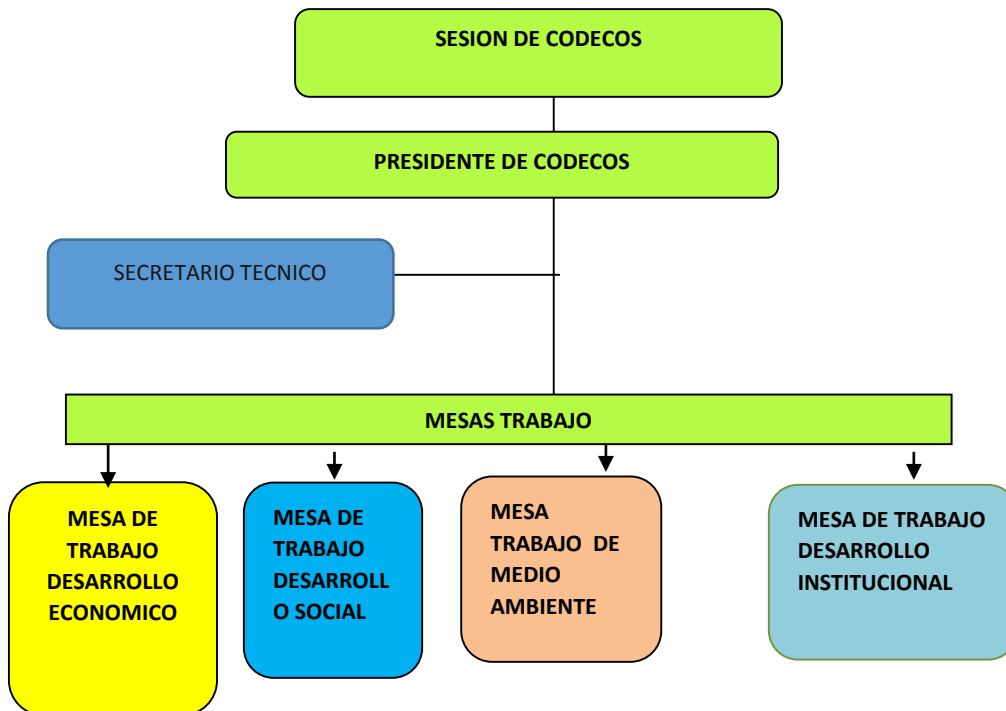 SESION DE CODECOS
PRESIDENTE DE CODECOS
SECRETARIO TECNICO
MESAS TRABAJO
MESA DE
TRABAJO
DESARROLLO
ECONOMICO
MESA DE
TRABAJO
DESARROLL
O SOCIAL
MESA
TRABAJO DE
MEDIO
AMBIENTE
MESA DE TRABAJO
DESARROLLO
INSTITUCIONAL